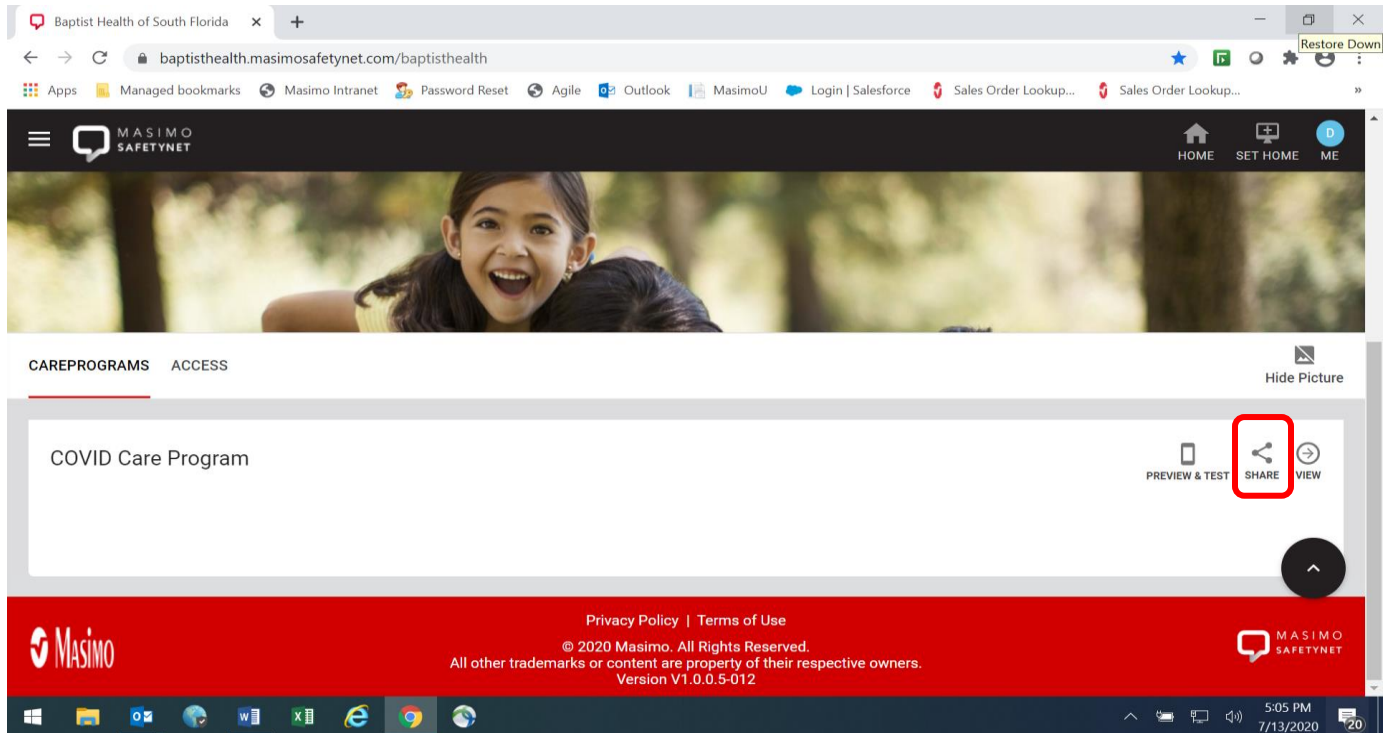 Baptist Health of South Florida
Restore Down
baptisthealth.masimosafetynet.com/baptisthealth
Apps Managed bookmarks Masimo Intranet Password Reset Agile Outlook MasimoU Login | Salesforce Sales Order Lookup... Sales Order Lookup... »
MASIMO
SAFETYNET
HOME SET HOME D ME
CAREPROGRAMS ACCESS
Hide Picture
COVID Care Program
PREVIEW & TEST SHARE VIEW
Privacy Policy | Terms of Use
© 2020 Masimo. All Rights Reserved.
All other trademarks or content are property of their respective owners.
Version V1.0.0.5-012
Masimo
MASIMO
SAFETYNET
5:05 PM
7/13/2020
20